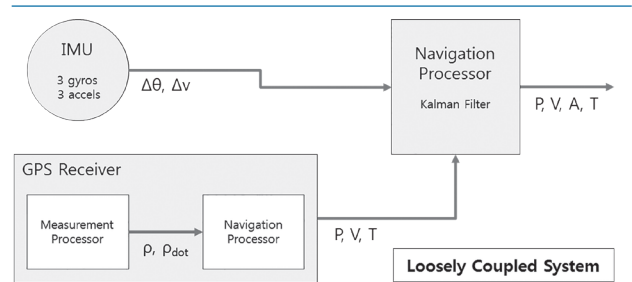 IMU
3 gyros
3 accels
Δθ, Δv
Navigation
Processor
Kalman Filter
P, V, A, T
GPS Receiver
Measurement
Processor
ρ, ρdot
Navigation
Processor
P, V, T
Loosely Coupled System